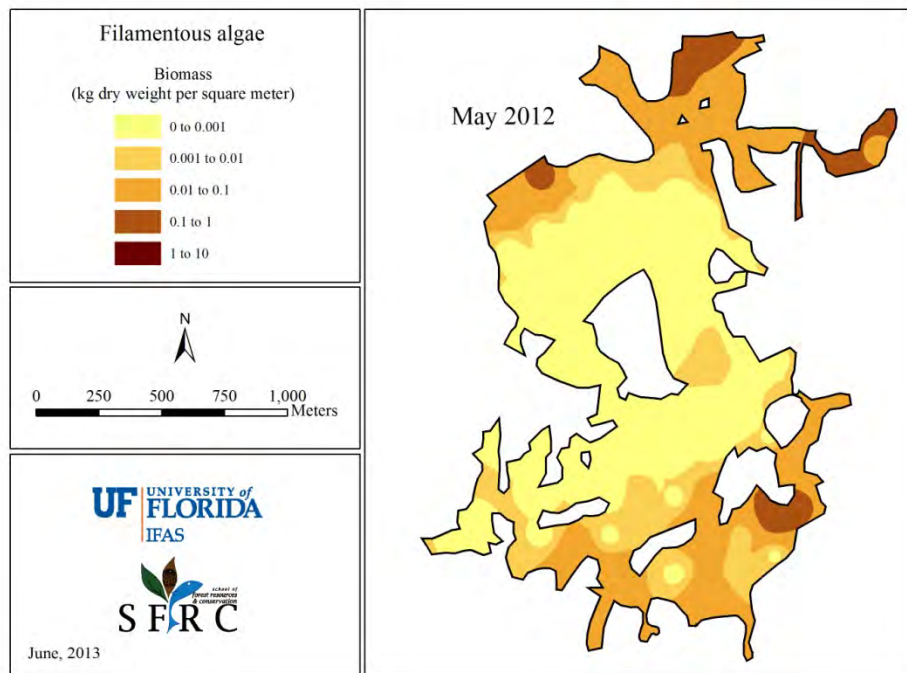 Filamentous algae
Biomass
(kg dry weight per square meter)
0 to 0.001
0.001 to 0.01
0.01 to 0.1
0.1 to 1
1 to 10
N
0 250 500 750 1,000
Meters
UF UNIVERSITY of
FLORIDA
IFAS
school of
forest resources
& conservation
SFRC
June, 2013
May 2012